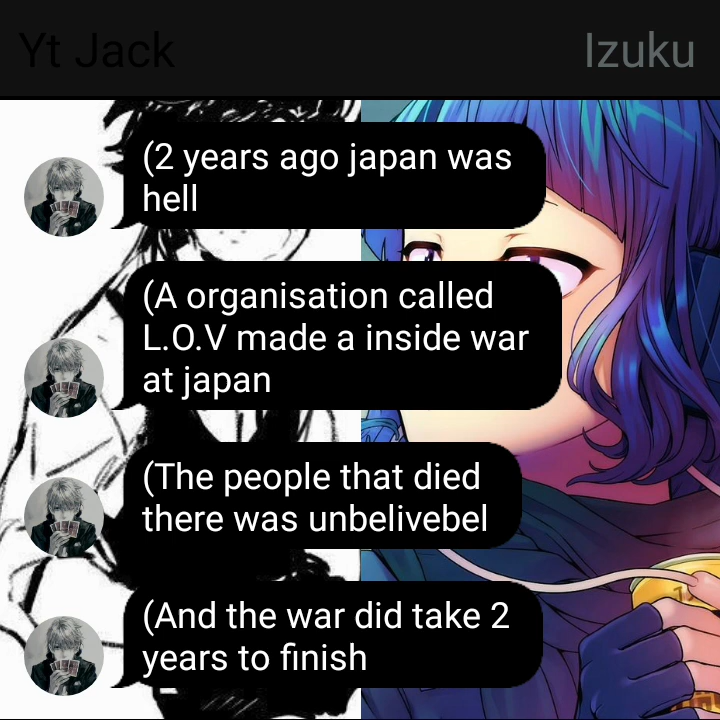 Yt Jack
Izuku
(2 years ago japan was
hell
(A organisation called
L.O.V made a inside war
at japan
(The people that died
there was unbelivebel
(And the war did take 2
years to finish